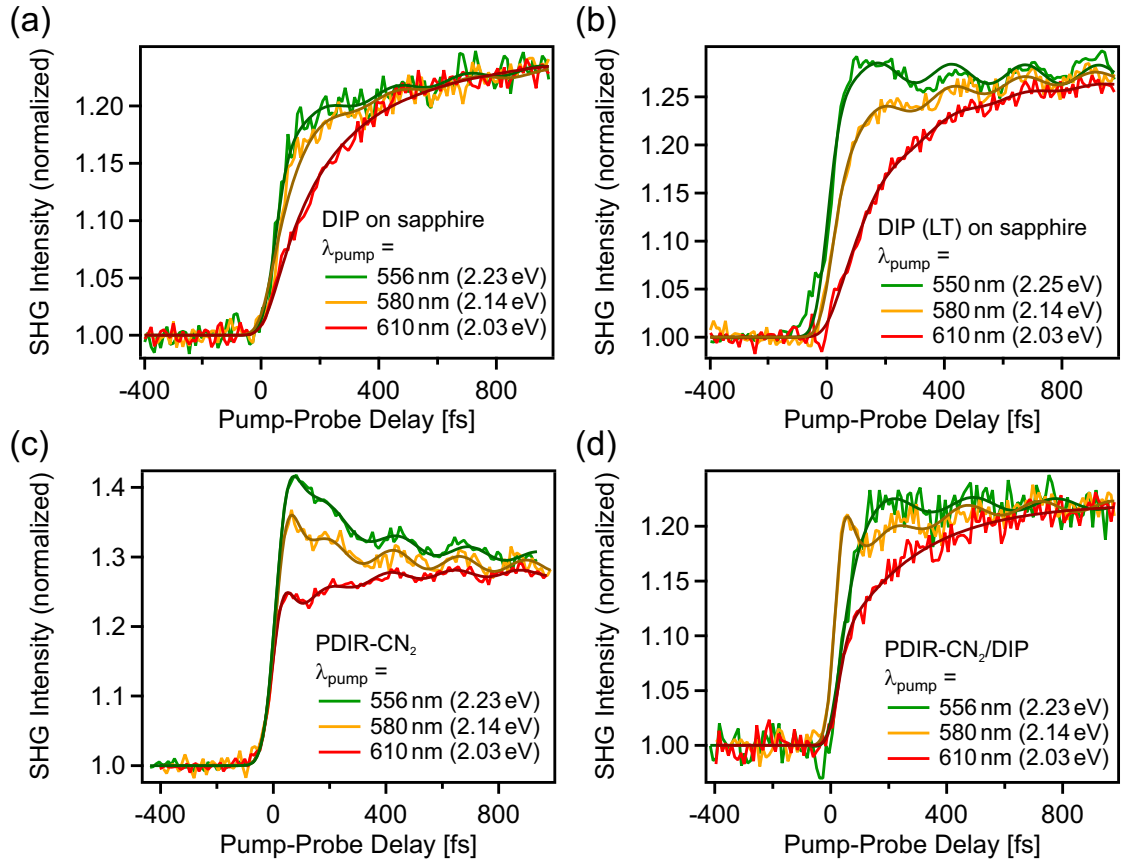 (a)
SHG Intensity (normalized)
1.20
1.15
1.10
1.05
1.00
DIP on sapphire
λpump =
556 nm (2.23 eV)
580 nm (2.14 eV)
610 nm (2.03 eV)
-400 0 400 800
Pump-Probe Delay [fs]
(b)
SHG Intensity (normalized)
1.25
1.20
1.15
1.10
1.05
1.00
DIP (LT) on sapphire
λpump =
550 nm (2.25 eV)
580 nm (2.14 eV)
610 nm (2.03 eV)
-400 0 400 800
Pump-Probe Delay [fs]
(c)
SHG Intensity (normalized)
1.4
1.3
1.2
1.1
1.0
PDIR-CN₂
λpump =
556 nm (2.23 eV)
580 nm (2.14 eV)
610 nm (2.03 eV)
-400 0 400 800
Pump-Probe Delay [fs]
(d)
SHG Intensity (normalized)
1.20
1.15
1.10
1.05
1.00
PDIR-CN₂/DIP
λpump =
556 nm (2.23 eV)
580 nm (2.14 eV)
610 nm (2.03 eV)
-400 0 400 800
Pump-Probe Delay [fs]